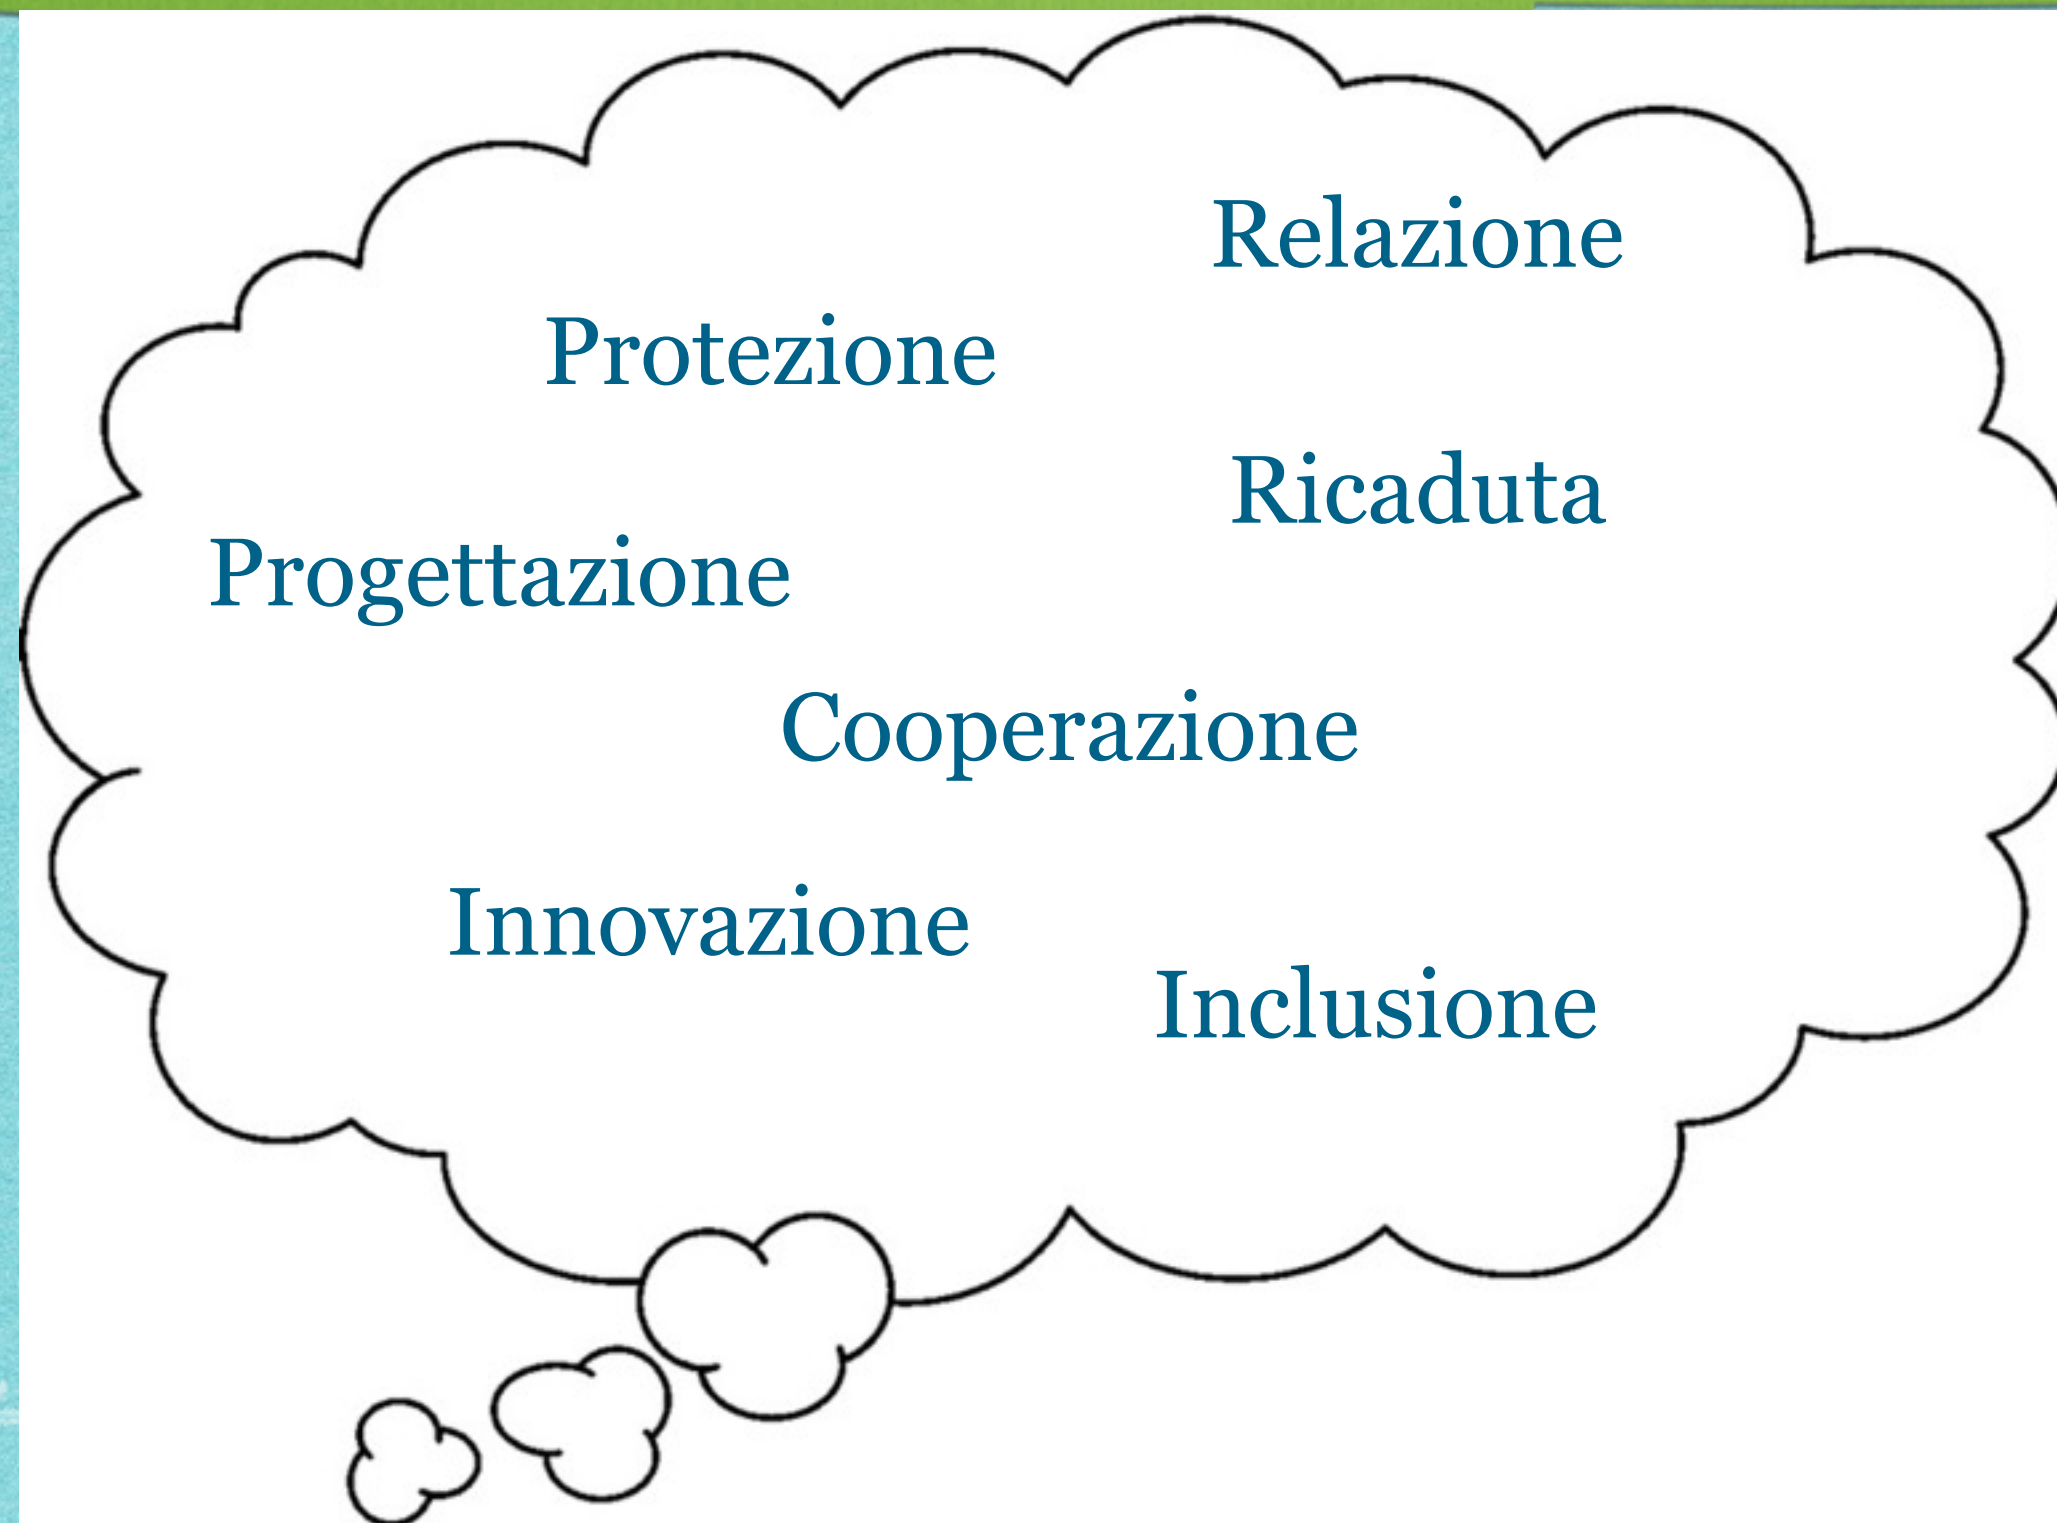 Relazione
Protezione
Ricaduta
Progettazione
Cooperazione
Innovazione
Inclusione